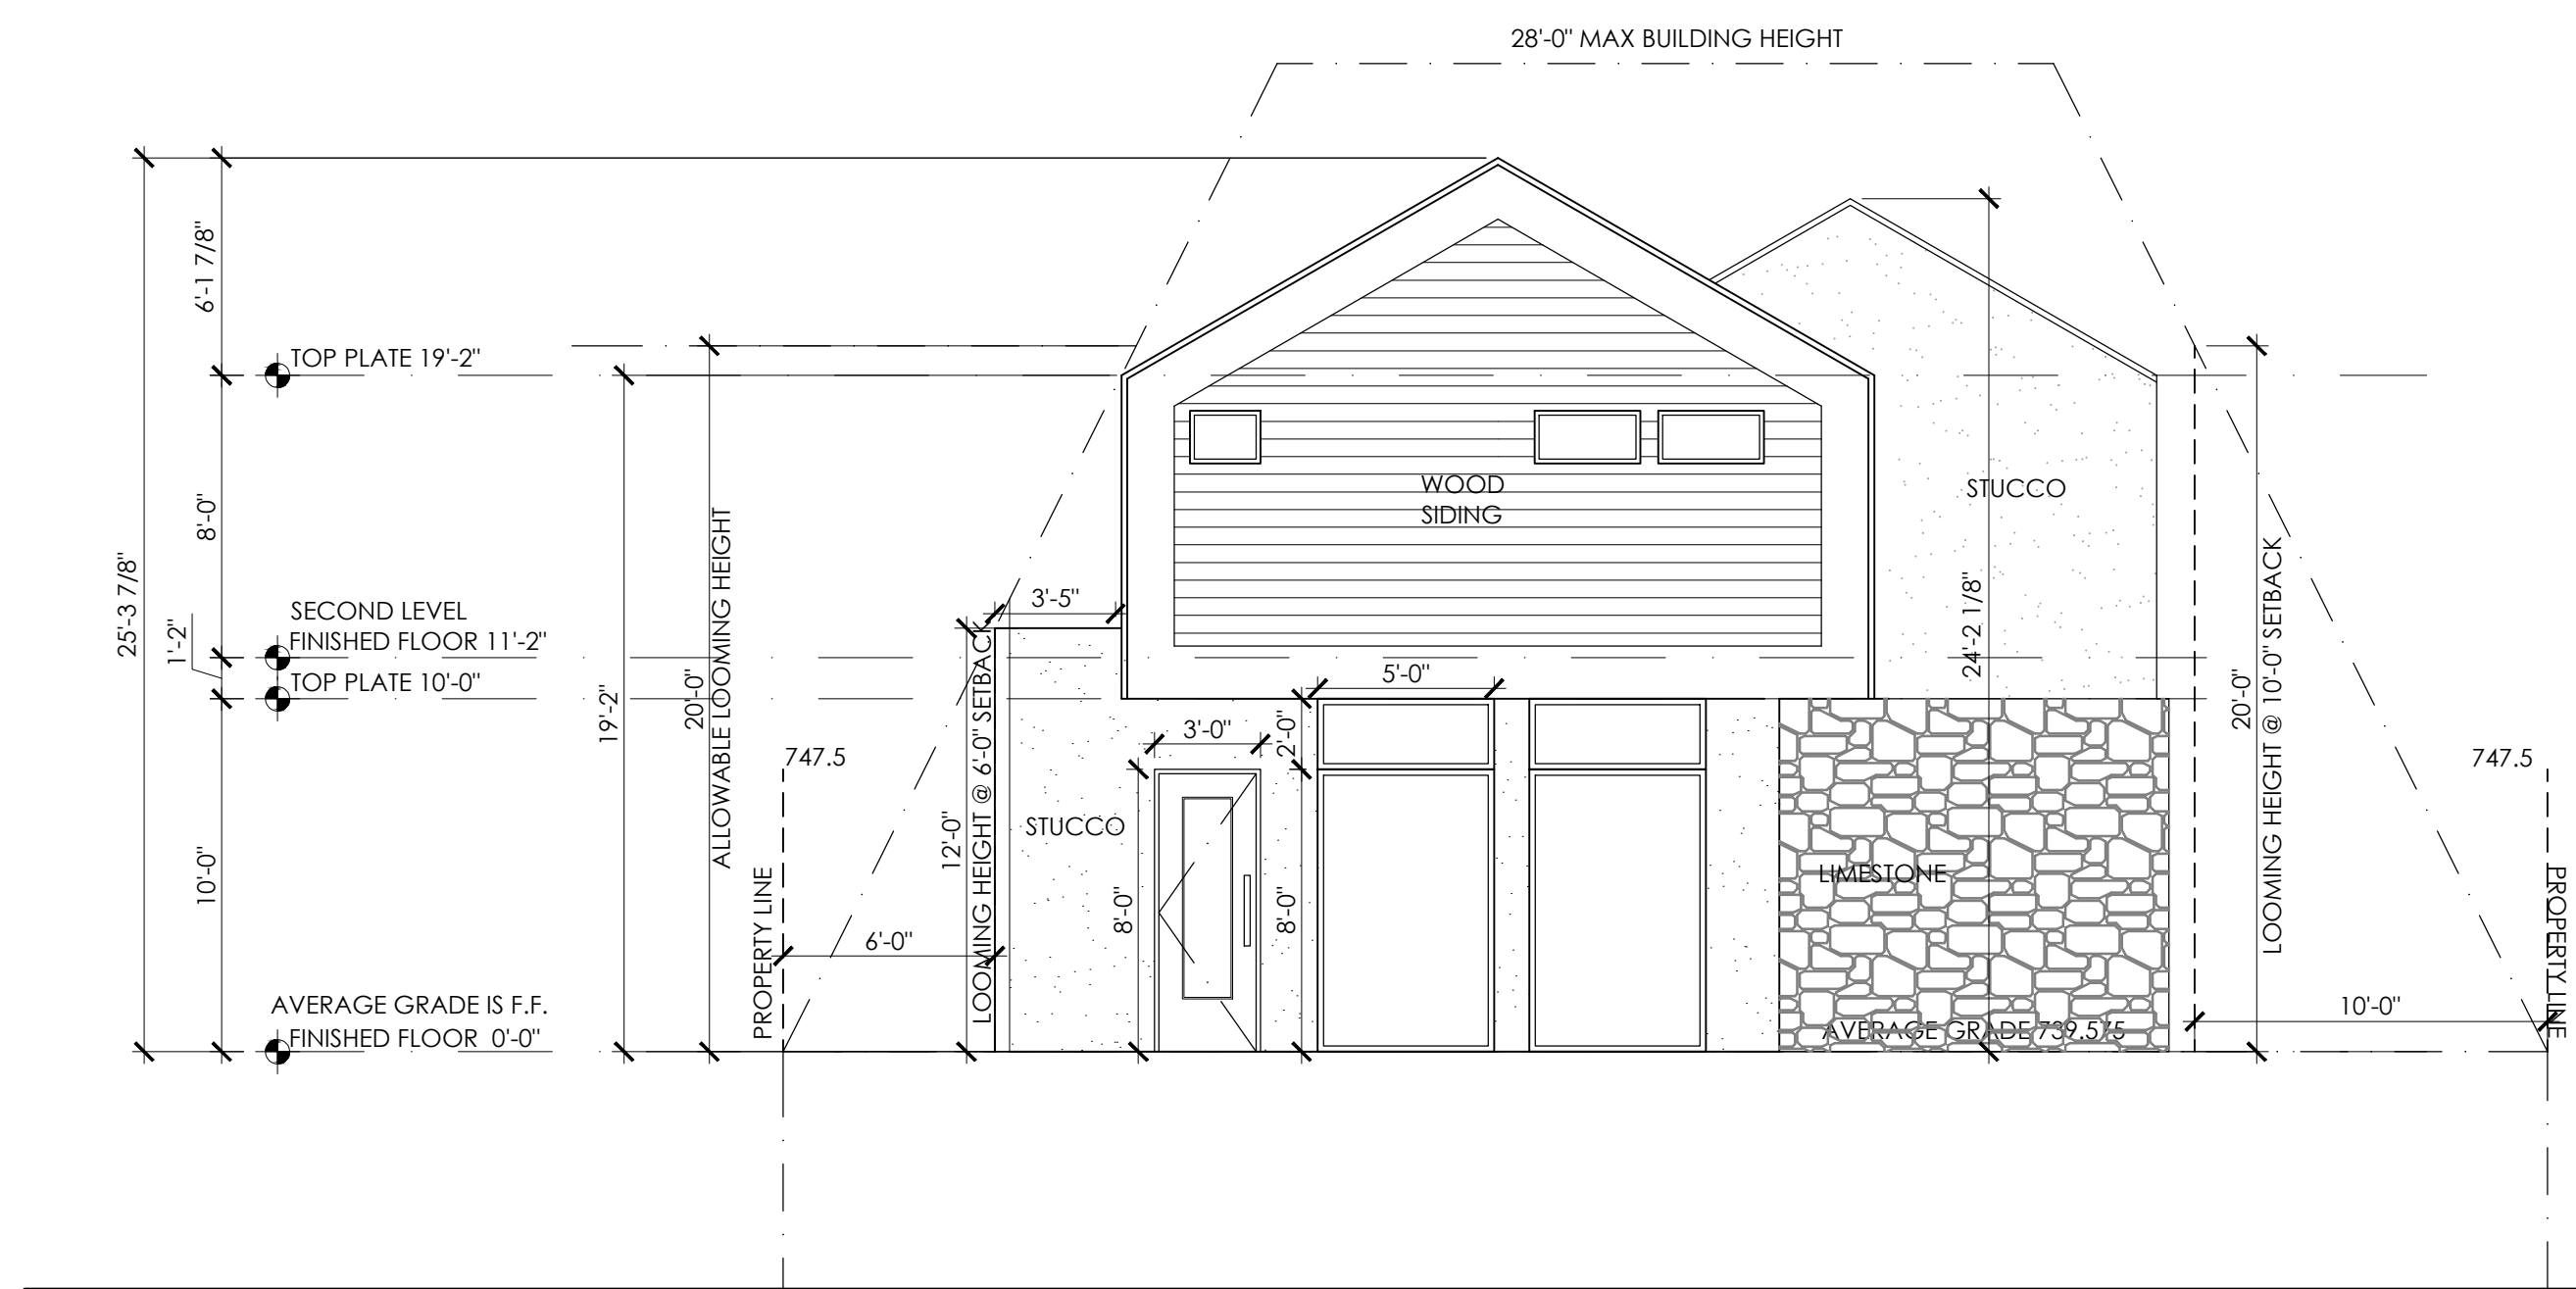 28'-0" MAX BUILDING HEIGHT
6'-1 7/8"
TOP PLATE 19'-2"
8'-0"
25'-3 7/8"
1'-2"
SECOND LEVEL
FINISHED FLOOR 11'-2"
TOP PLATE 10'-0"
10'-0"
AVERAGE GRADE IS F.F.
FINISHED FLOOR 0'-0"
19'-2"
20'-0"
ALLOWABLE LOOMING HEIGHT
747.5
PROPERTY LINE
6'-0"
12'-0"
LOOMING HEIGHT @ 6'-0" SETBACK
3'-5"
STUCCO
3'-0"
8'-0"
2'-0"
8'-0"
5'-0"
WOOD
SIDING
STUCCO
24'-2 1/8"
LIMESTONE
AVERAGE GRADE 739.575
20'-0"
LOOMING HEIGHT @ 10'-0" SETBACK
747.5
10'-0"
PROPERTY LINE